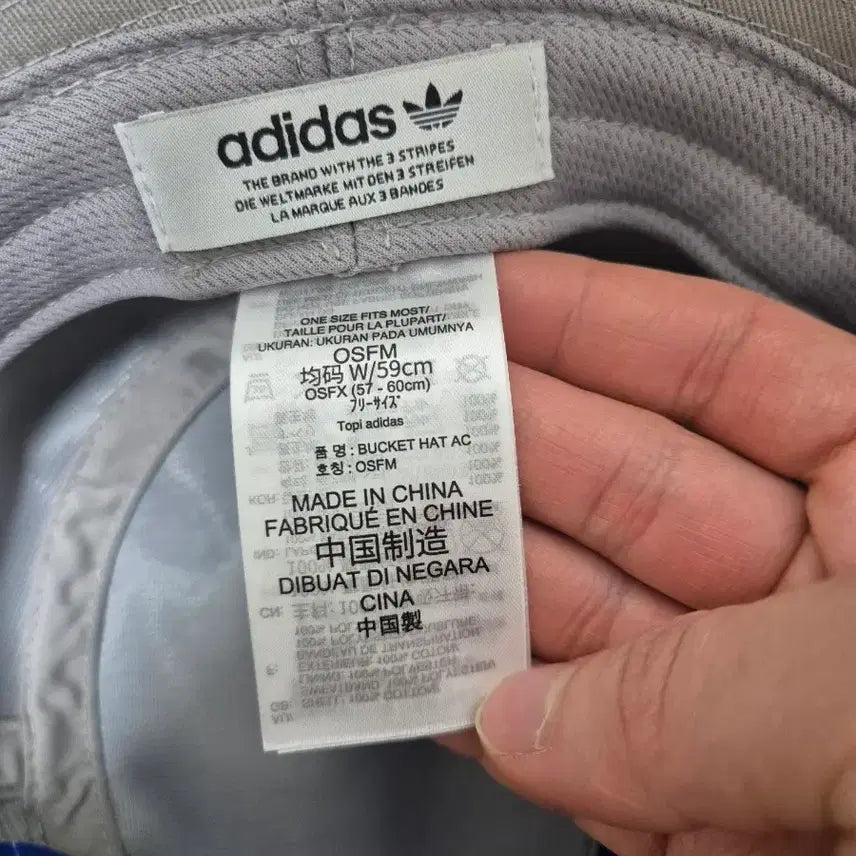 adidas
THE BRAND WITH THE 3 STRIPES
DIE WELTMARKE MIT DEN 3 STREIFEN
LA MARQUE AUX 3 BANDES
ONE SIZE FITS MOST/
TAILLE POUR LA PLUPART/
UKURAN: UKURAN PADA UMUMNYA
OSFM
均码 W/59cm
OSFX (57 - 60cm)
フリーサイズ
Topi adidas
품 명 : BUCKET HAT AC
호칭 : OSFM
MADE IN CHINA
FABRIQUÉ EN CHINE
中国制造
DIBUAT DI NEGARA
CINA
中国製